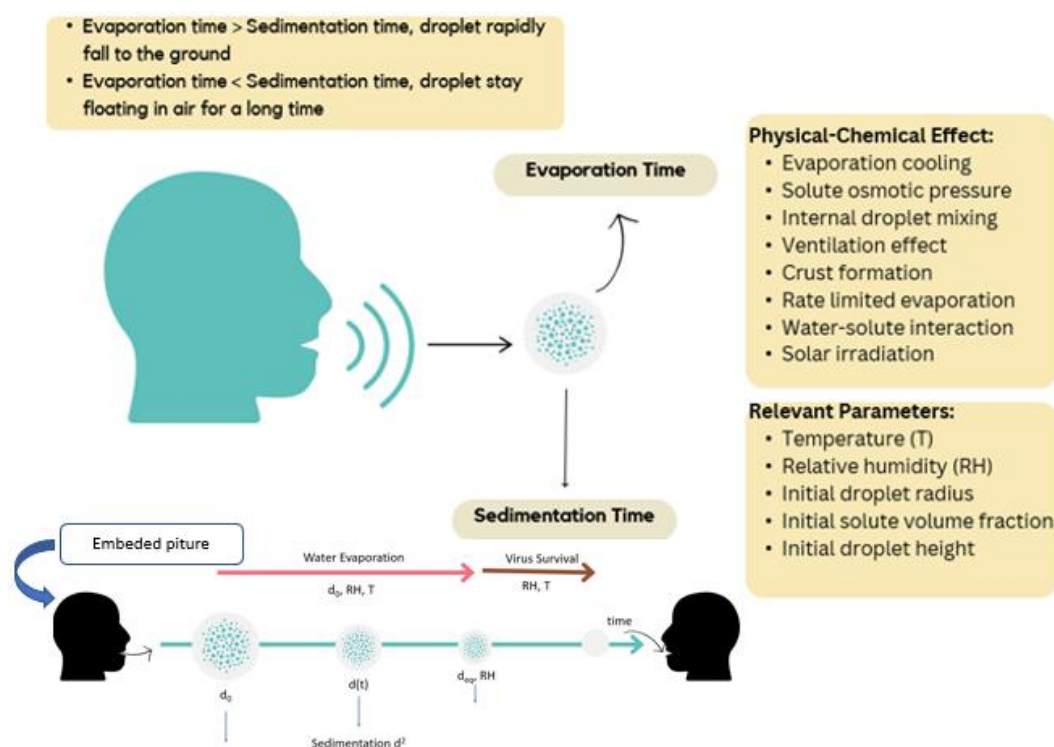 • Evaporation time > Sedimentation time, droplet rapidly
fall to the ground
• Evaporation time < Sedimentation time, droplet stay
floating in air for a long time
Evaporation Time
Physical-Chemical Effect:
• Evaporation cooling
• Solute osmotic pressure
• Internal droplet mixing
• Ventilation effect
• Crust formation
• Rate limited evaporation
• Water-solute interaction
• Solar irradiation
Relevant Parameters:
• Temperature (T)
• Relative humidity (RH)
• Initial droplet radius
• Initial solute volume fraction
• Initial droplet height
Sedimentation Time
Embeded piture
Water Evaporation
d₀, RH, T
Virus Survival
RH, T
time
d₀
d(t)
dₑq, RH
Sedimentation d²